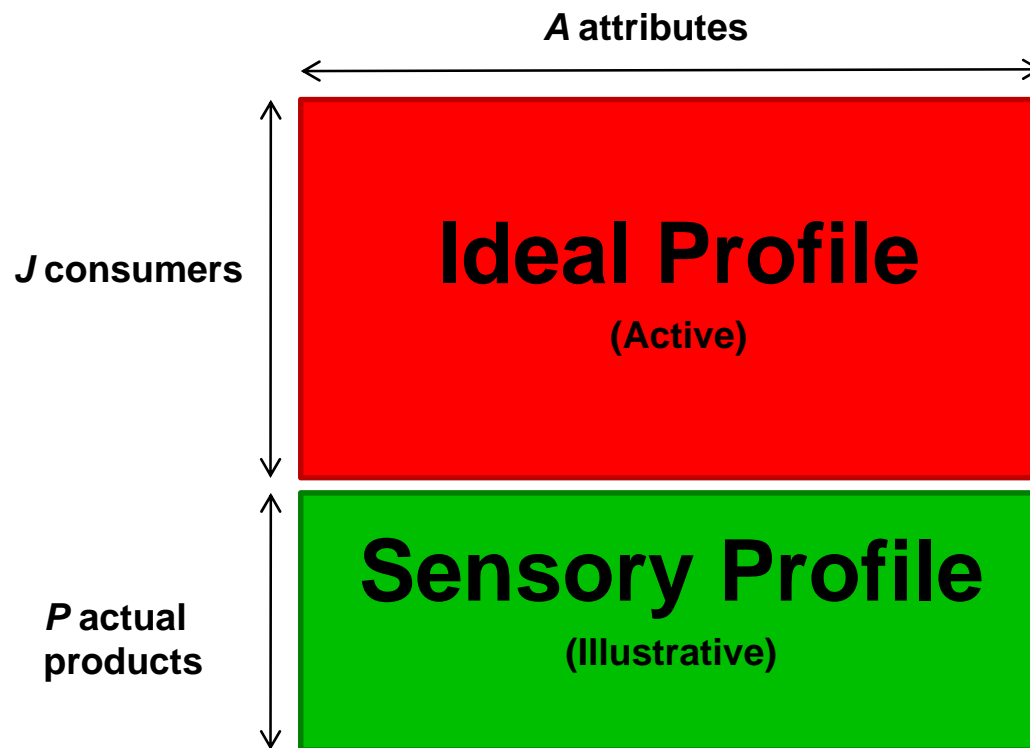 A attributes
J consumers
Ideal Profile
(Active)
P actual
products
Sensory Profile
(Illustrative)